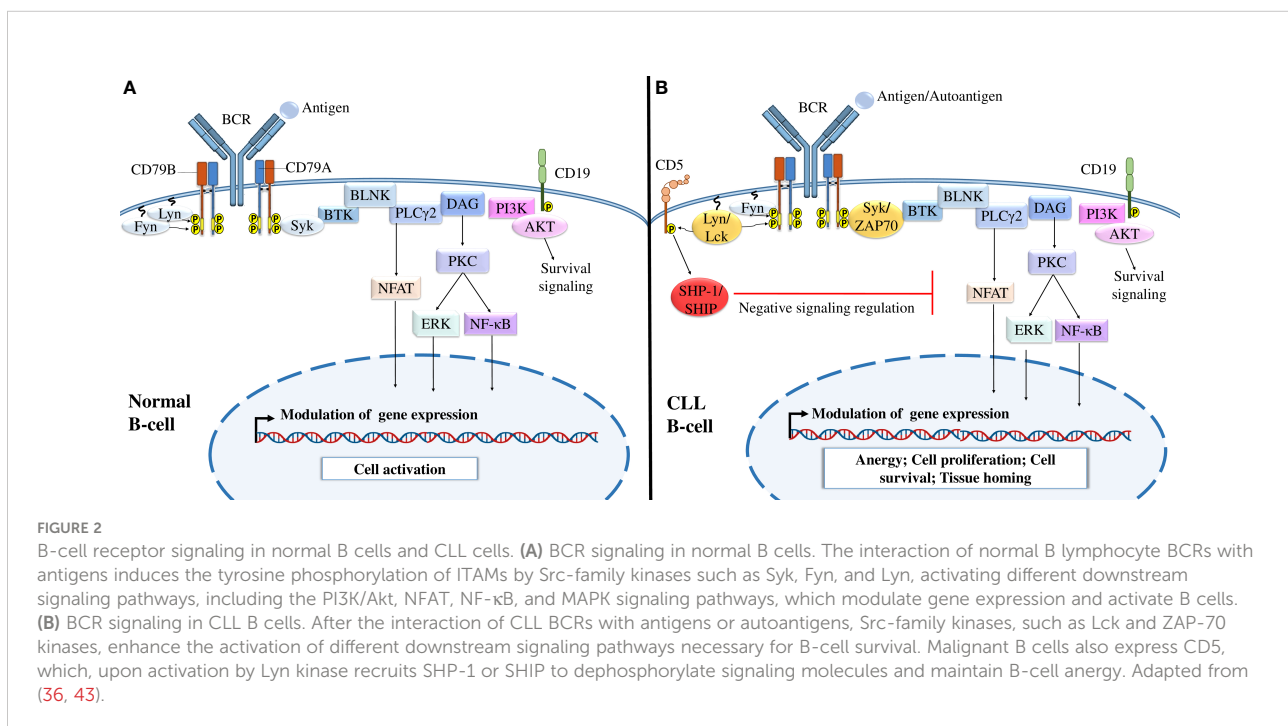 A
BCR
Antigen
CD79B
CD79A
CD19
Lyn
Fyn
P
P
P
P
P
P
P
P
P
Syk
BTK
BLNK
PLCγ2
DAG
PI3K
AKT
PKC
Survival
signaling
NFAT
ERK
NF-κB
Normal
B-cell
Modulation of gene expression
Cell activation
B
BCR
Antigen/Autoantigen
CD5
CD19
Fyn
Lyn/
Lck
P
P
P
P
P
P
P
P
P
P
Syk/
ZAP70
BTK
BLNK
PLCγ2
DAG
PI3K
AKT
PKC
Survival
signaling
SHP-1/
SHIP
Negative signaling regulation
NFAT
ERK
NF-κB
CLL
B-cell
Modulation of gene expression
Anergy; Cell proliferation; Cell
survival; Tissue homing
FIGURE 2
B-cell receptor signaling in normal B cells and CLL cells. (A) BCR signaling in normal B cells. The interaction of normal B lymphocyte BCRs with
antigens induces the tyrosine phosphorylation of ITAMs by Src-family kinases such as Syk, Fyn, and Lyn, activating different downstream
signaling pathways, including the PI3K/Akt, NFAT, NF-κB, and MAPK signaling pathways, which modulate gene expression and activate B cells.
(B) BCR signaling in CLL B cells. After the interaction of CLL BCRs with antigens or autoantigens, Src-family kinases, such as Lck and ZAP-70
kinases, enhance the activation of different downstream signaling pathways necessary for B-cell survival. Malignant B cells also express CD5,
which, upon activation by Lyn kinase recruits SHP-1 or SHIP to dephosphorylate signaling molecules and maintain B-cell anergy. Adapted from
(36, 43).